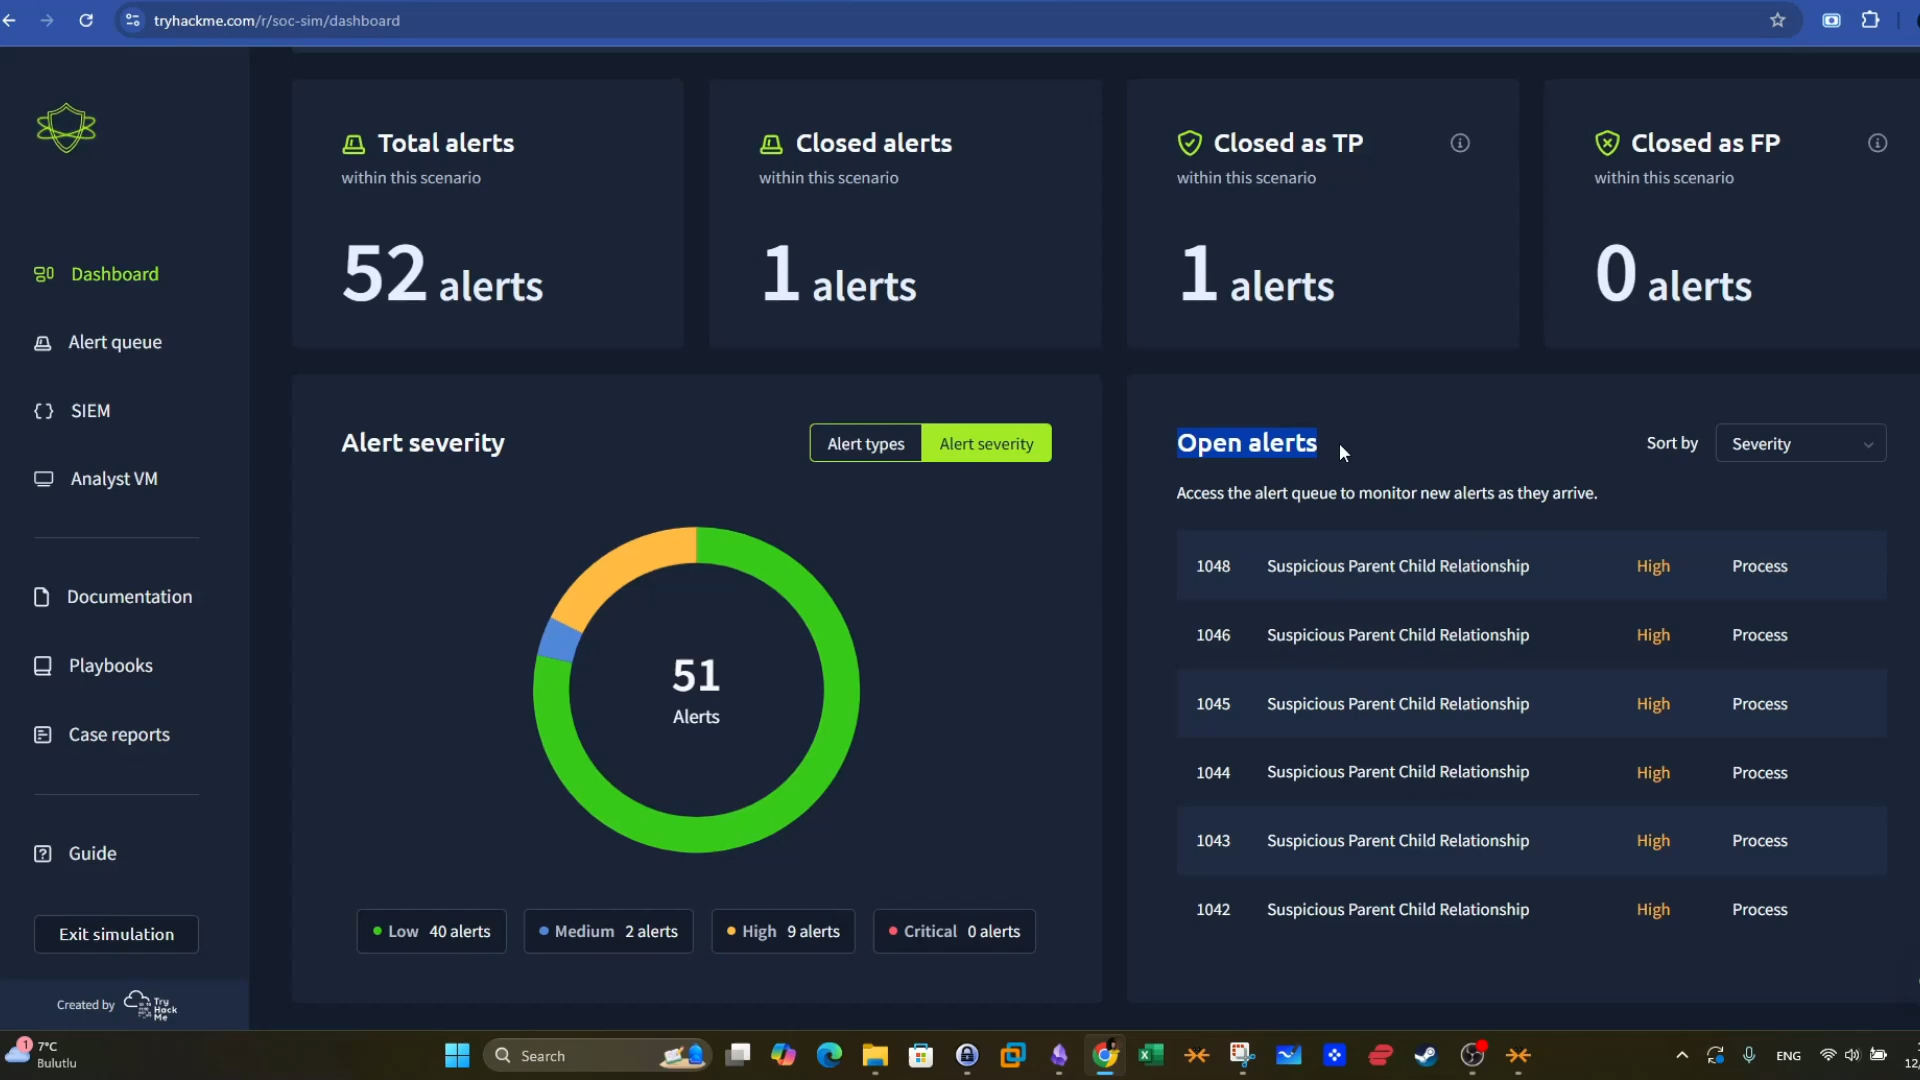 tryhackme.com/r/soc-sim/dashboard
Total alerts
within this scenario
52 alerts
Closed alerts
within this scenario
1 alerts
Closed as TP
within this scenario
1 alerts
Closed as FP
within this scenario
0 alerts
Dashboard
Alert queue
SIEM
Analyst VM
Documentation
Playbooks
Case reports
Guide
Exit simulation
Created by Try Hack Me
Alert severity
Alert types Alert severity
51
Alerts
Low 40 alerts Medium 2 alerts High 9 alerts Critical 0 alerts
Open alerts
Sort by Severity
Access the alert queue to monitor new alerts as they arrive.
1048 Suspicious Parent Child Relationship High Process
1046 Suspicious Parent Child Relationship High Process
1045 Suspicious Parent Child Relationship High Process
1044 Suspicious Parent Child Relationship High Process
1043 Suspicious Parent Child Relationship High Process
1042 Suspicious Parent Child Relationship High Process
1
7°C
Bulutlu
Search
ENG